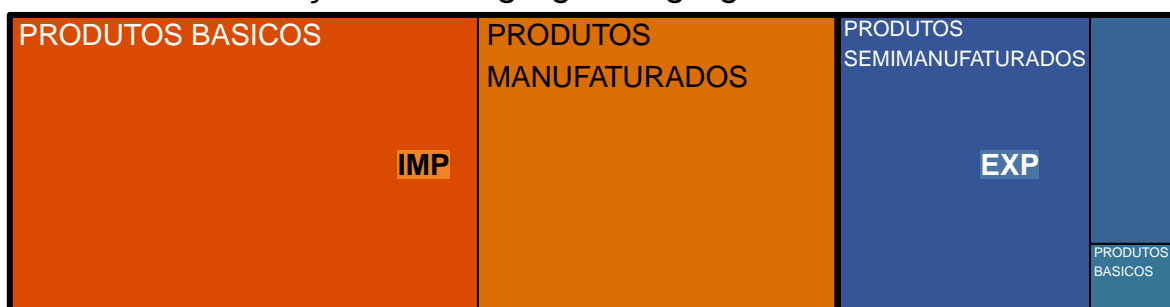 PRODUTOS BASICOS
PRODUTOS
MANUFATURADOS
IMP
PRODUTOS
SEMIMANUFATURADOS
EXP
PRODUTOS
BASICOS